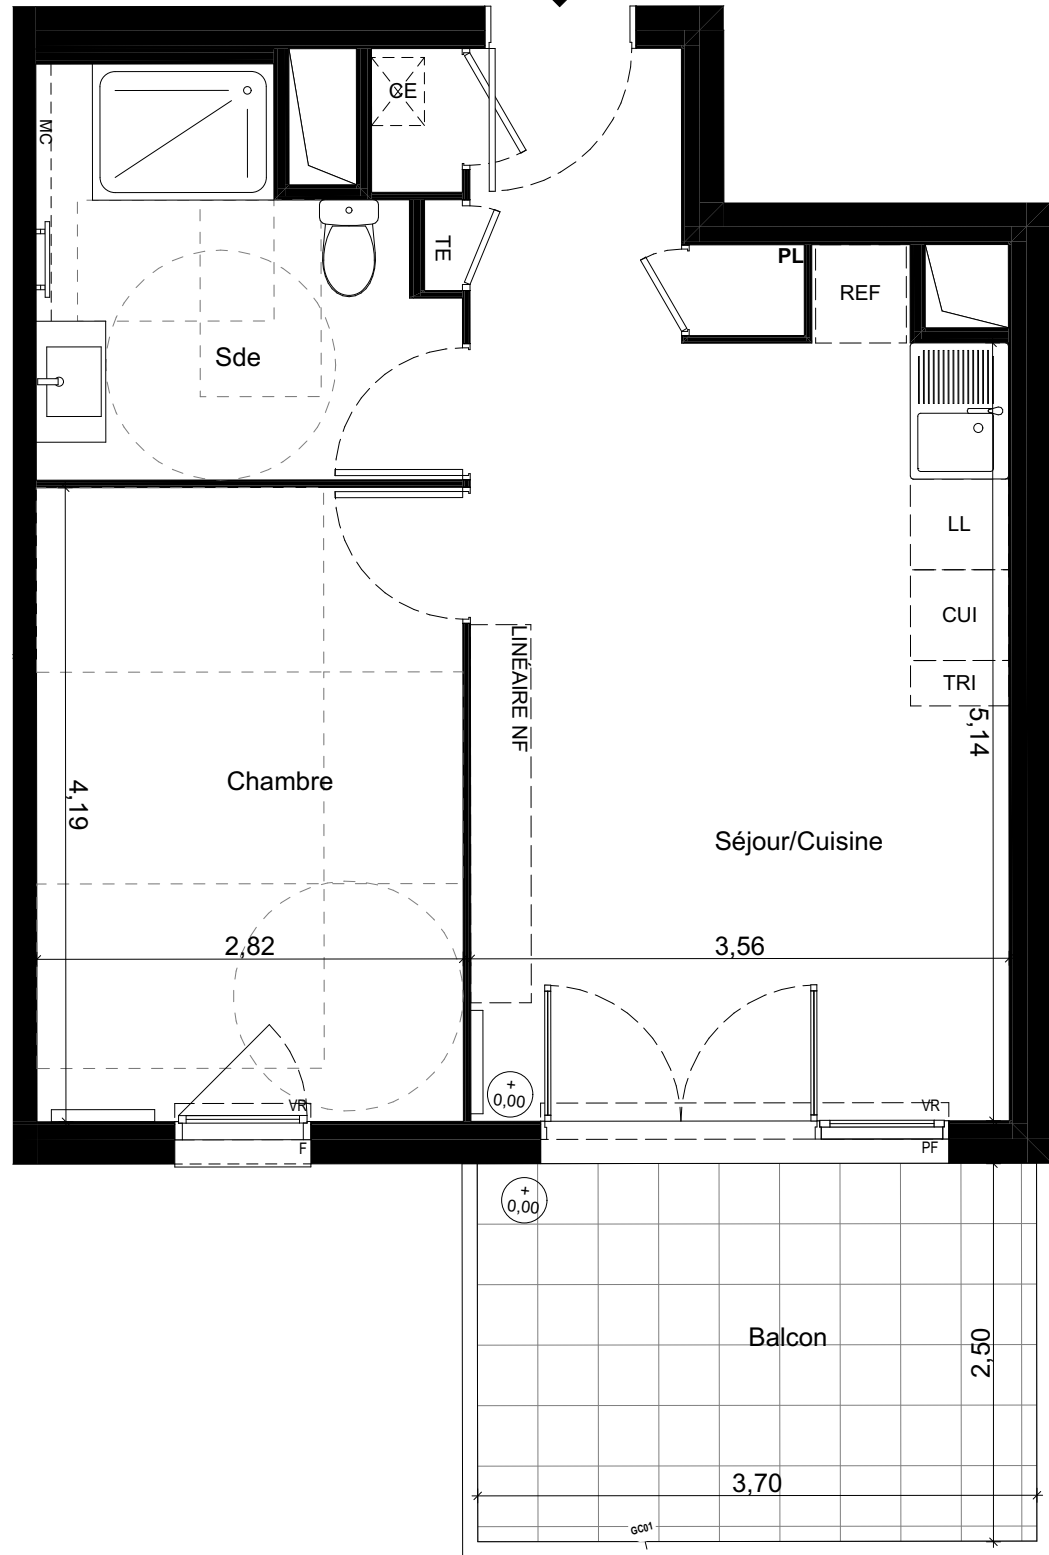 CE
MC
TE
PL
REF
Sde
LL
CUI
TRI
LINÉAIRE NF
5,14
4,19
Chambre
Séjour/Cuisine
2,82
3,56
+
0,00
VR
VR
F
PF
+
0,00
Balcon
2,50
3,70
GC01